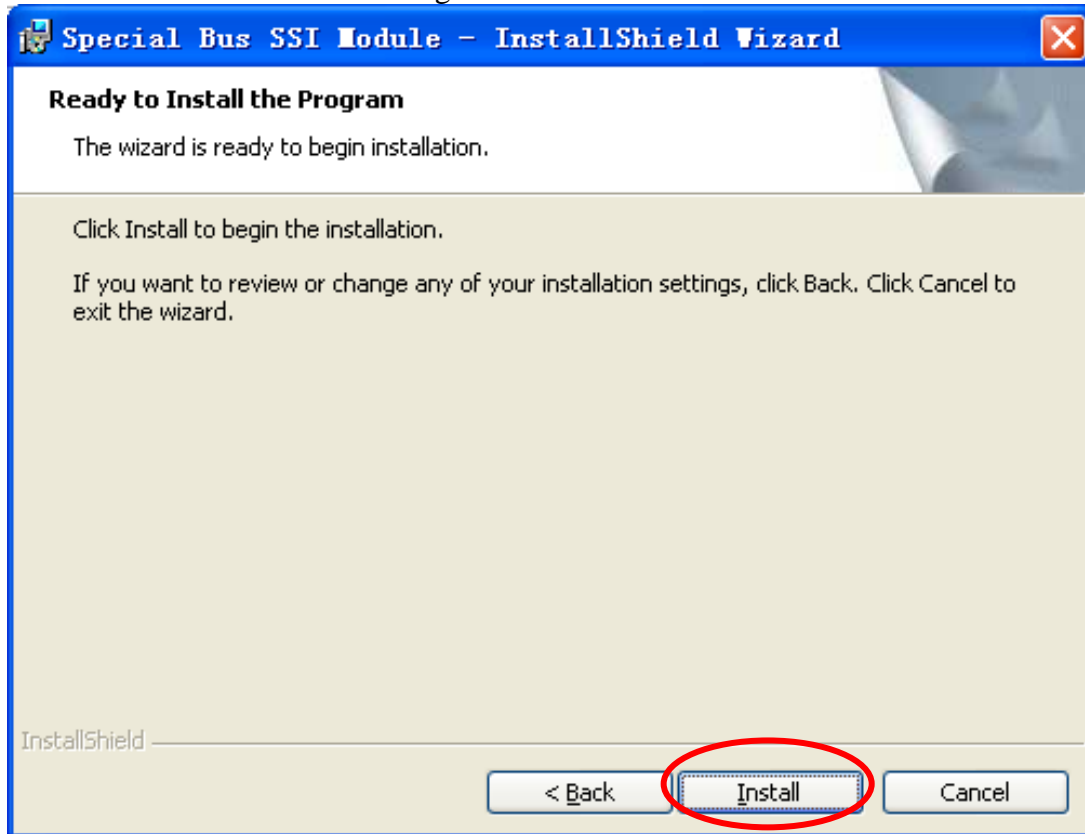 Special Bus SSI Module - InstallShield Wizard
Ready to Install the Program
The wizard is ready to begin installation.
Click Install to begin the installation.
If you want to review or change any of your installation settings, click Back. Click Cancel to
exit the wizard.
InstallShield
< Back
Install
Cancel